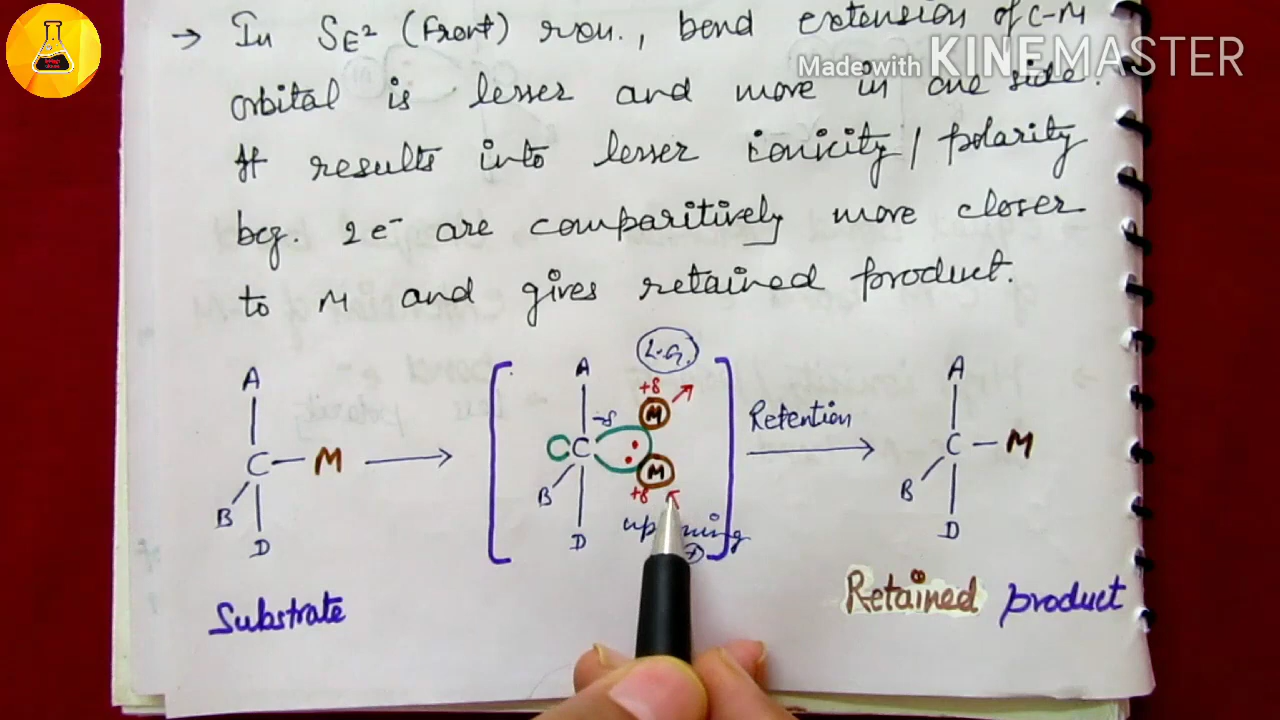 → In SE² (Front) rxn., bond extension of C-M
Made with KINEMASTER
orbital is lesser and more in one side.
It results into lesser ionicity / polarity
bcz. 2e⁻ are comparitively more closer
to M and gives retained product.
L.G.
A
A
A
+δ
M
-δ
Retention
C — M
C
C
C — M
M
B
B
B
+δ
D
D
D
Substrate
Retained product